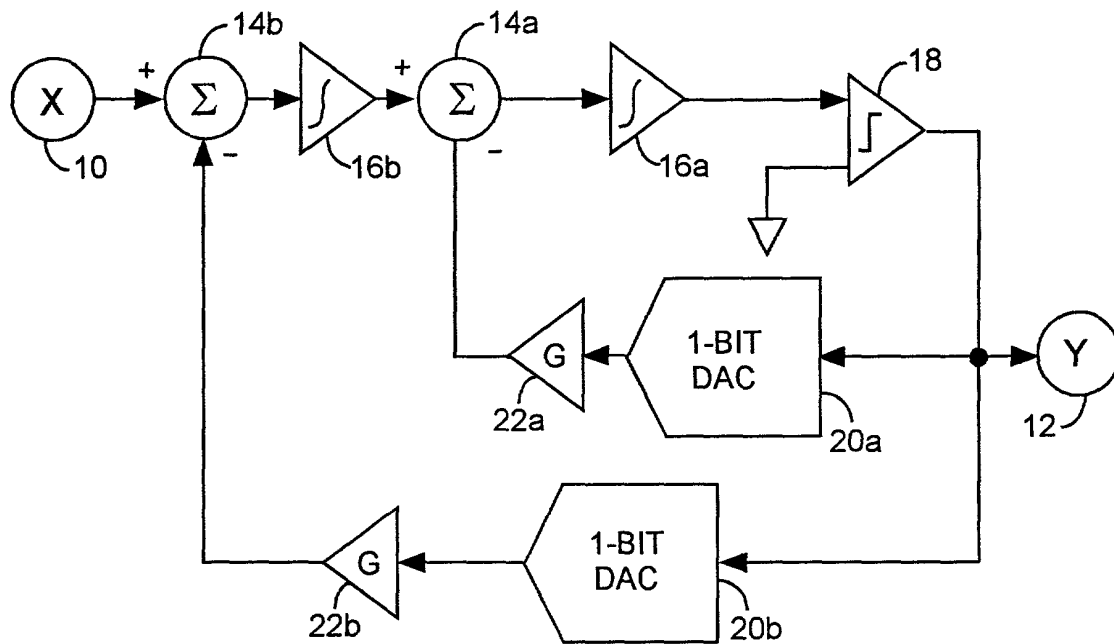 14b
14a
18
X
+
Σ
∫
+
Σ
∫
10
−
16b
−
16a
G
1-BIT
DAC
Y
22a
20a
12
G
1-BIT
DAC
22b
20b